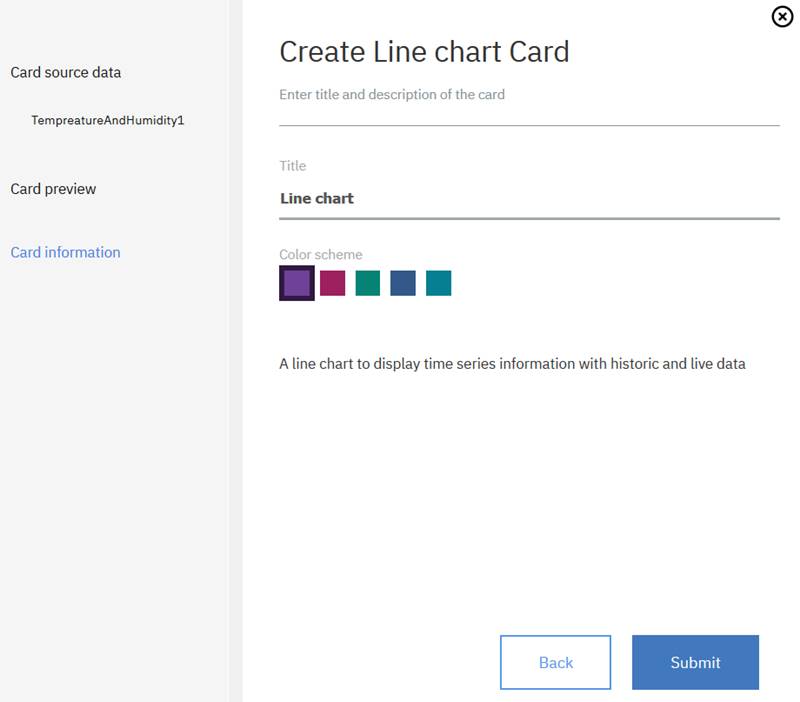 Card source data
TempreatureAndHumidity1
Card preview
Card information
Create Line chart Card
Enter title and description of the card
Title
Line chart
Color scheme
A line chart to display time series information with historic and live data
Back
Submit